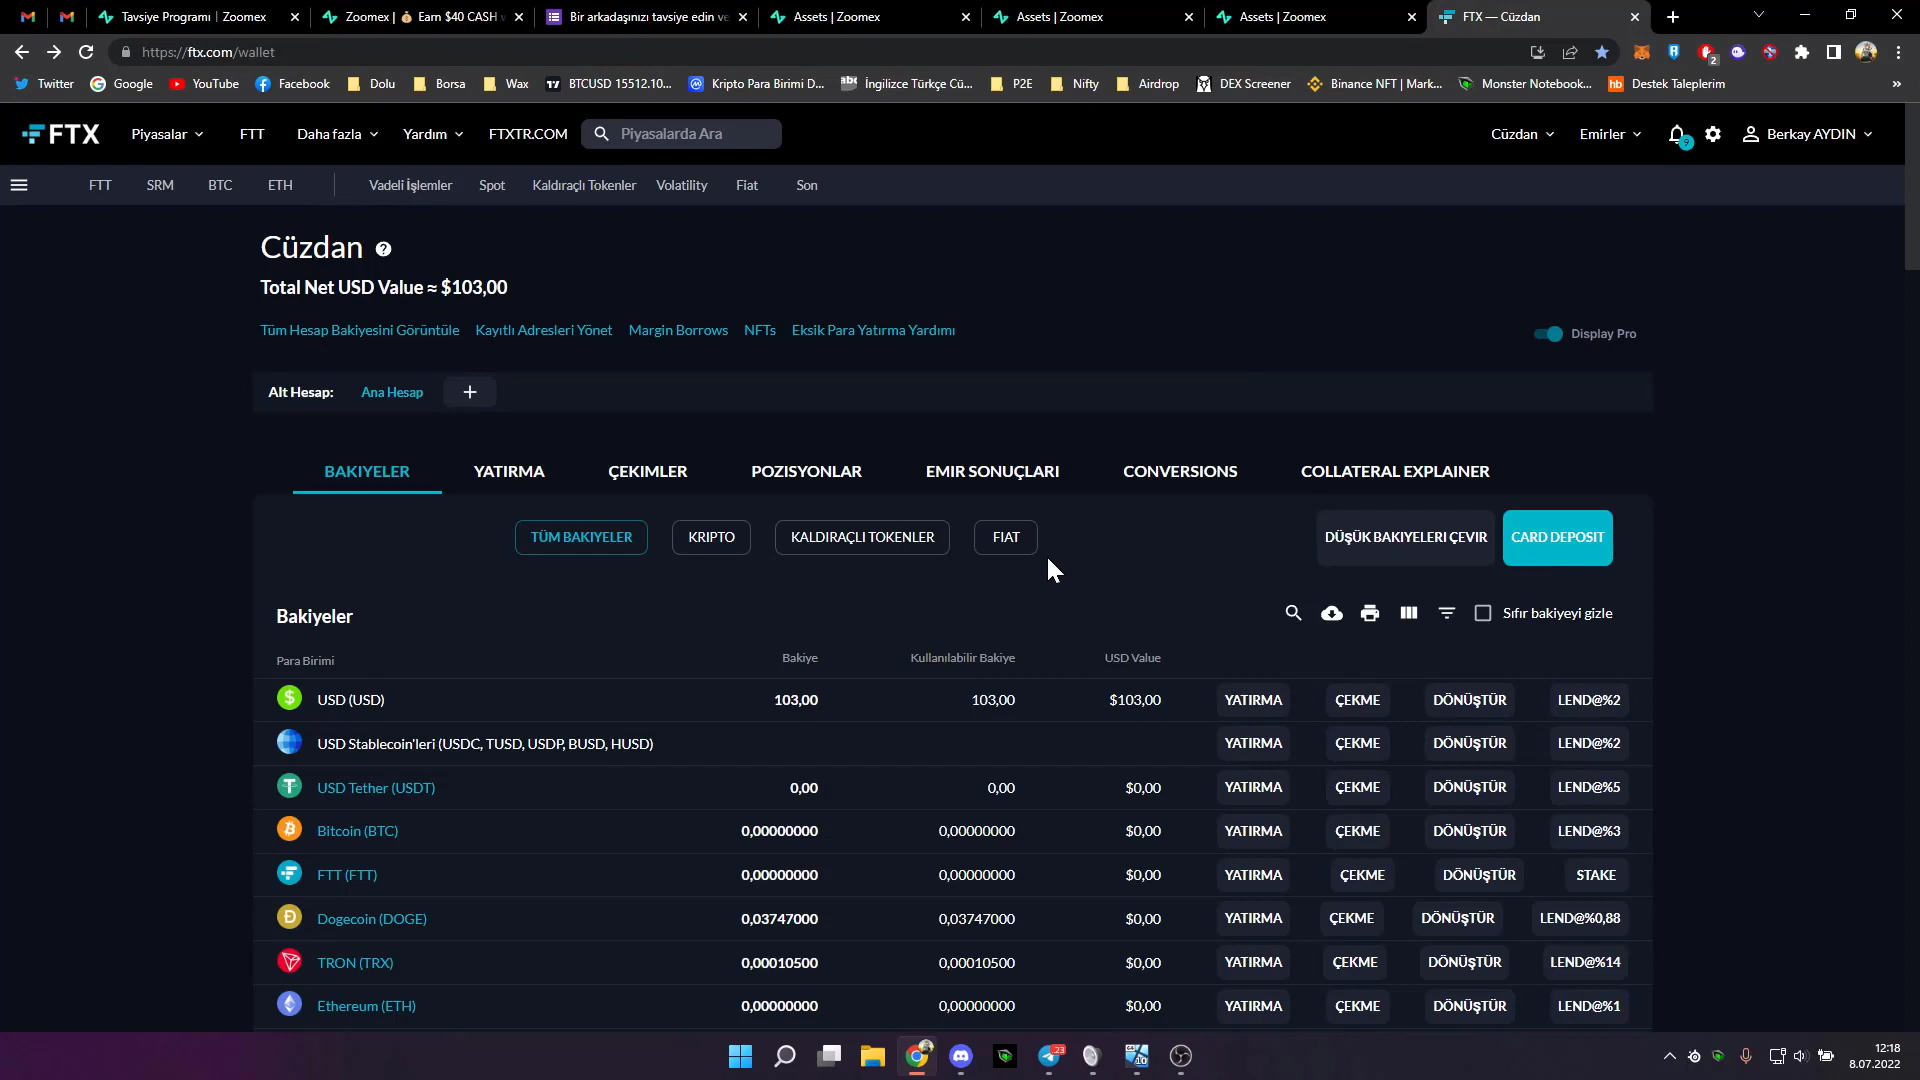 Tavsiye Programı | Zoomex
Zoomex | 💰 Earn $40 CASH w
Bir arkadaşınızı tavsiye edin ve
Assets | Zoomex
Assets | Zoomex
Assets | Zoomex
FTX — Cüzdan
https://ftx.com/wallet
2
Twitter
Google
YouTube
Facebook
Dolu
Borsa
Wax
BTCUSD 15512.10...
Kripto Para Birimi D...
abc
İngilizce Türkçe Cü...
P2E
Nifty
Airdrop
DEX Screener
Binance NFT | Mark...
Monster Notebook...
hb
Destek Taleplerim
»
FTX
Piyasalar
FTT
Daha fazla
Yardım
FTXTR.COM
Piyasalarda Ara
Cüzdan
Emirler
9
Berkay AYDIN
FTT
SRM
BTC
ETH
Vadeli İşlemler
Spot
Kaldıraçlı Tokenler
Volatility
Fiat
Son
Cüzdan ?
Total Net USD Value ≈ $103,00
Tüm Hesap Bakiyesini Görüntüle
Kayıtlı Adresleri Yönet
Margin Borrows
NFTs
Eksik Para Yatırma Yardımı
Display Pro
Alt Hesap:
Ana Hesap
+
BAKIYELER
YATIRMA
ÇEKIMLER
POZISYONLAR
EMIR SONUÇLARI
CONVERSIONS
COLLATERAL EXPLAINER
TÜM BAKIYELER
KRIPTO
KALDIRAÇLI TOKENLER
FIAT
DÜŞÜK BAKIYELERI ÇEVIR
CARD DEPOSIT
Bakiyeler
Sıfır bakiyeyi gizle
Para Birimi Bakiye Kullanılabilir Bakiye USD Value
USD (USD) 103,00 103,00 $103,00 YATIRMA ÇEKME DÖNÜŞTÜR LEND@%2
USD Stablecoin'leri (USDC, TUSD, USDP, BUSD, HUSD) YATIRMA ÇEKME DÖNÜŞTÜR LEND@%2
USD Tether (USDT) 0,00 0,00 $0,00 YATIRMA ÇEKME DÖNÜŞTÜR LEND@%5
Bitcoin (BTC) 0,00000000 0,00000000 $0,00 YATIRMA ÇEKME DÖNÜŞTÜR LEND@%3
FTT (FTT) 0,00000000 0,00000000 $0,00 YATIRMA ÇEKME DÖNÜŞTÜR STAKE
Dogecoin (DOGE) 0,03747000 0,03747000 $0,00 YATIRMA ÇEKME DÖNÜŞTÜR LEND@%0,88
TRON (TRX) 0,00010500 0,00010500 $0,00 YATIRMA ÇEKME DÖNÜŞTÜR LEND@%14
Ethereum (ETH) 0,00000000 0,00000000 $0,00 YATIRMA ÇEKME DÖNÜŞTÜR LEND@%1
23
12:18
8.07.2022